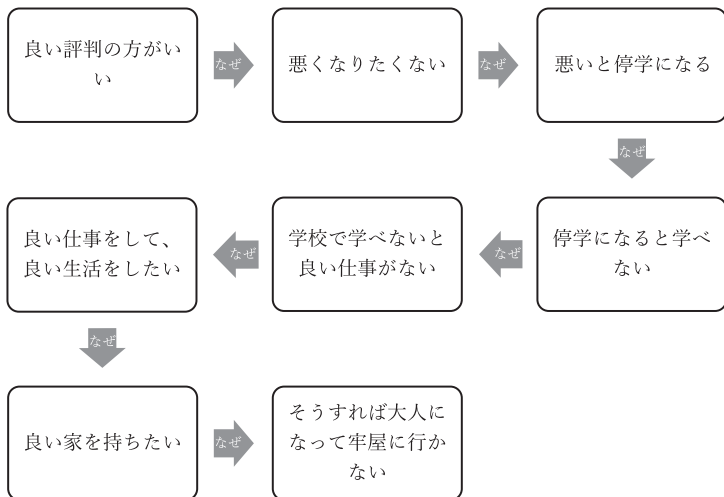 良い評判の方がい
い
なぜ
悪くなりたくない
なぜ
悪いと停学になる
なぜ
停学になると学べ
ない
なぜ
学校で学べないと
良い仕事がない
なぜ
良い仕事をして、
良い生活をしたい
なぜ
良い家を持ちたい
なぜ
そうすれば大人に
なって牢屋に行か
ない